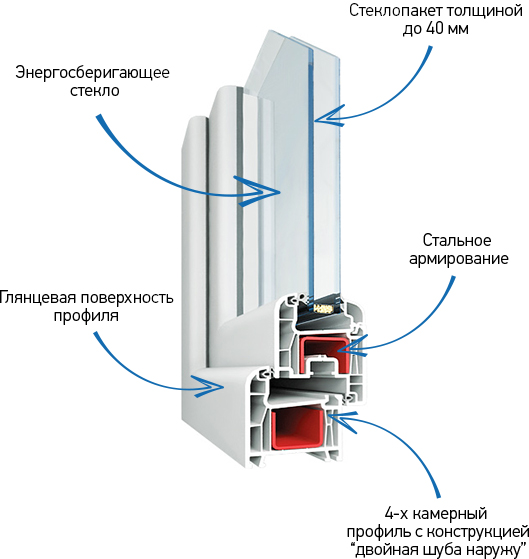 Стеклопакет толщиной
до 40 мм
Энергосберигающее
стекло
Стальное
армирование
Глянцевая поверхность
профиля
4-х камерный
профиль с конструкцией
“двойная шуба наружу”